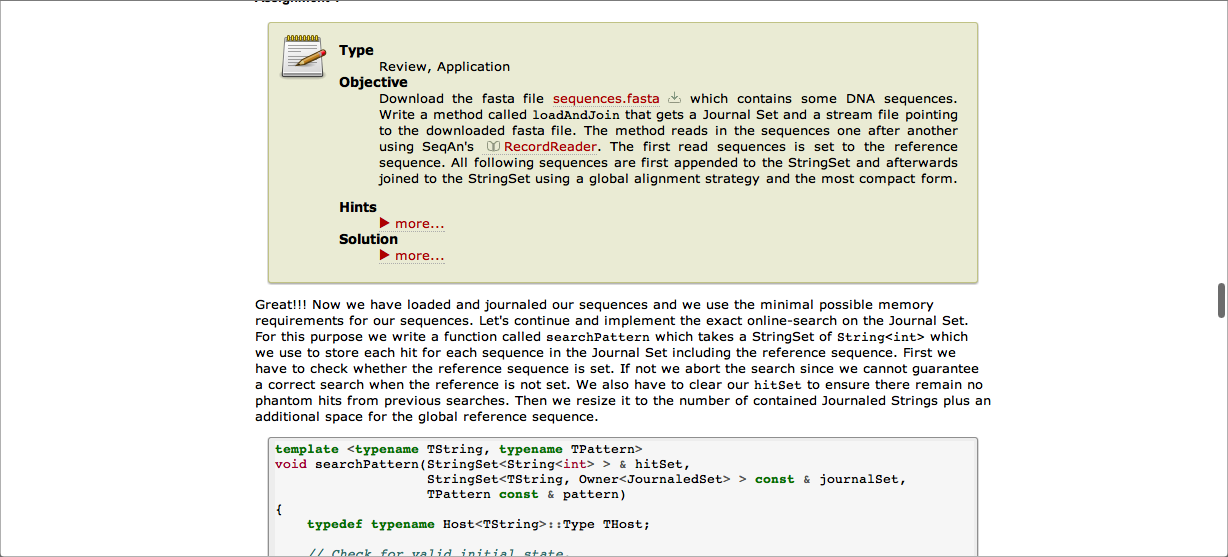 Type
Review, Application
Objective
Download the fasta file sequences.fasta which contains some DNA sequences.
Write a method called loadAndJoin that gets a Journal Set and a stream file pointing
to the downloaded fasta file. The method reads in the sequences one after another
using SeqAn's RecordReader. The first read sequences is set to the reference
sequence. All following sequences are first appended to the StringSet and afterwards
joined to the StringSet using a global alignment strategy and the most compact form.
Hints
more...
Solution
more...
Great!!! Now we have loaded and journaled our sequences and we use the minimal possible memory
requirements for our sequences. Let's continue and implement the exact online-search on the Journal Set.
For this purpose we write a function called searchPattern which takes a StringSet of String<int> which
we use to store each hit for each sequence in the Journal Set including the reference sequence. First we
have to check whether the reference sequence is set. If not we abort the search since we cannot guarantee
a correct search when the reference is not set. We also have to clear our hitSet to ensure there remain no
phantom hits from previous searches. Then we resize it to the number of contained Journaled Strings plus an
additional space for the global reference sequence.
template <typename TString, typename TPattern>
void searchPattern(StringSet<String<int> > & hitSet,
StringSet<TString, Owner<JournaledSet> > const & journalSet,
TPattern const & pattern)
{
typedef typename Host<TString>::Type THost;
// Check for valid initial state.